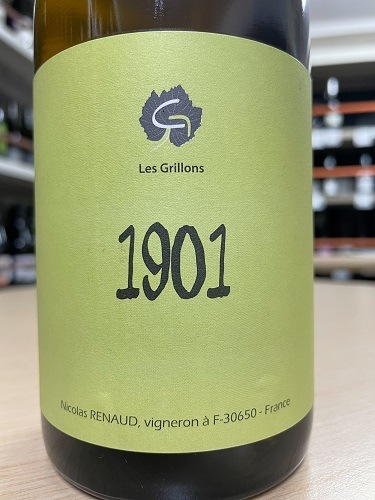 Les Grillons
1901
Nicolas RENAUD, vigneron à F-30650 - France